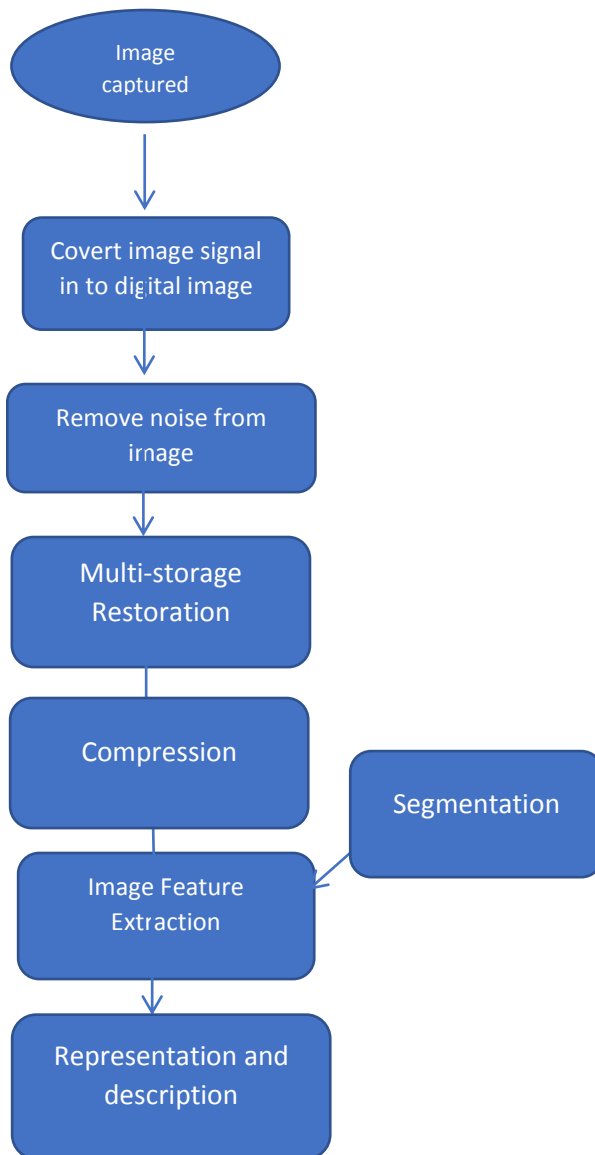 Image
captured
Covert image signal
in to digital image
Remove noise from
image
Multi-storage
Restoration
Compression
Segmentation
Image Feature
Extraction
Representation and
description